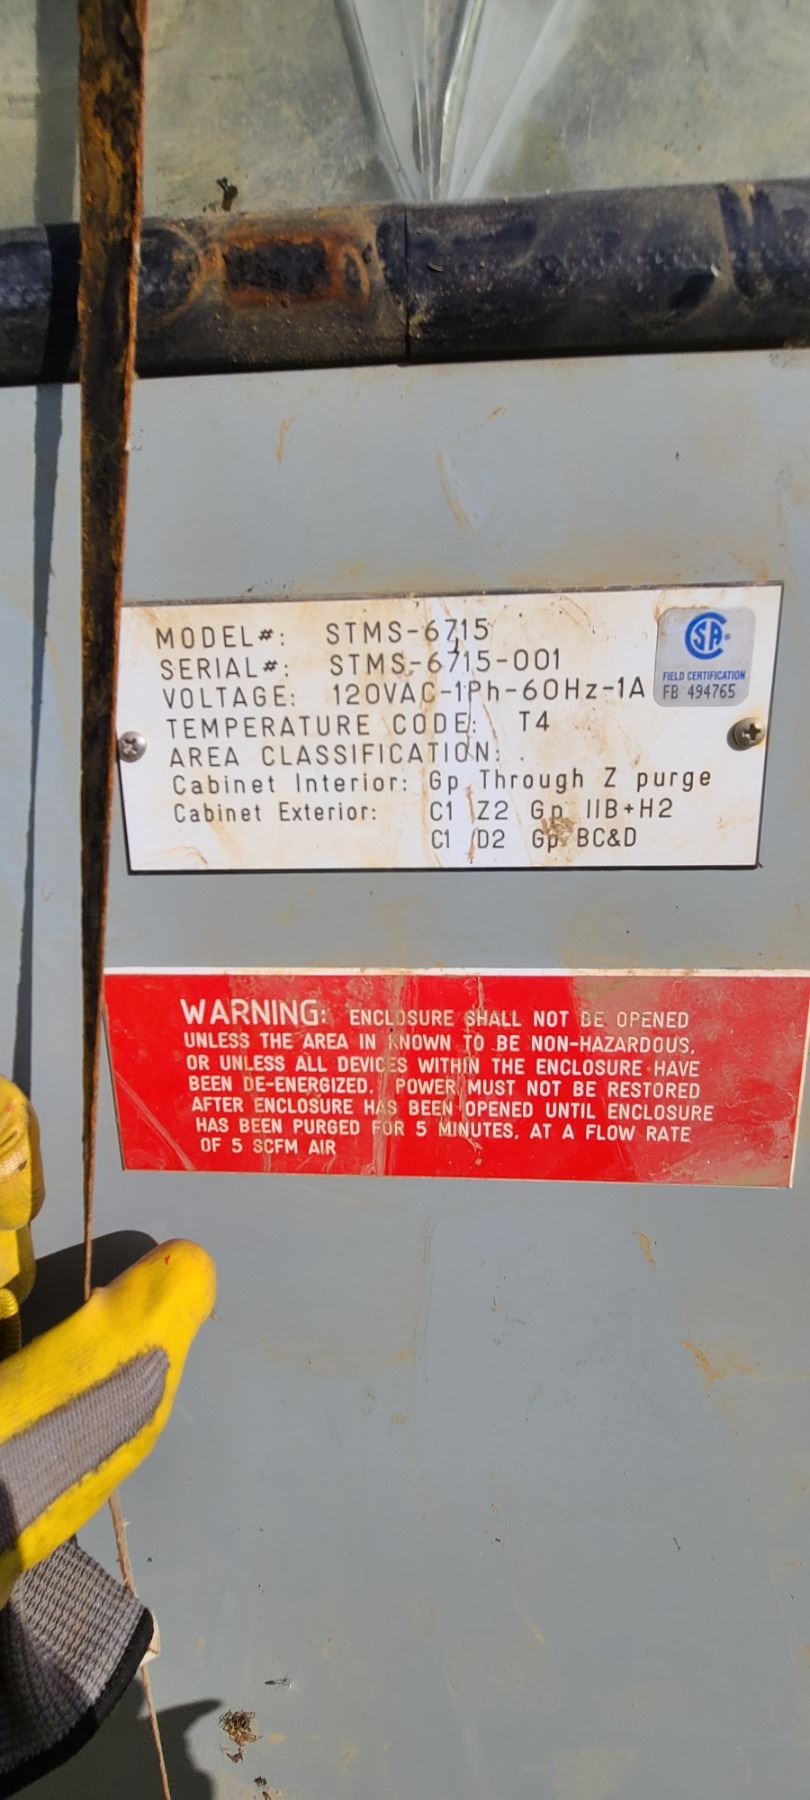 MODEL#: STMS-6715
SERIAL#: STMS-6715-001
VOLTAGE: 120VAC-1Ph-60Hz-1A
TEMPERATURE CODE: T4
AREA CLASSIFICATION:
Cabinet Interior: Gp Through Z purge
Cabinet Exterior: C1 Z2 Gp IIB+H2
C1 D2 Gp BC&D
SA
FIELD CERTIFICATION
FB 494765
WARNING: ENCLOSURE SHALL NOT BE OPENED
UNLESS THE AREA IN KNOWN TO BE NON-HAZARDOUS,
OR UNLESS ALL DEVICES WITHIN THE ENCLOSURE HAVE
BEEN DE-ENERGIZED. POWER MUST NOT BE RESTORED
AFTER ENCLOSURE HAS BEEN OPENED UNTIL ENCLOSURE
HAS BEEN PURGED FOR 5 MINUTES, AT A FLOW RATE
OF 5 SCFM AIR